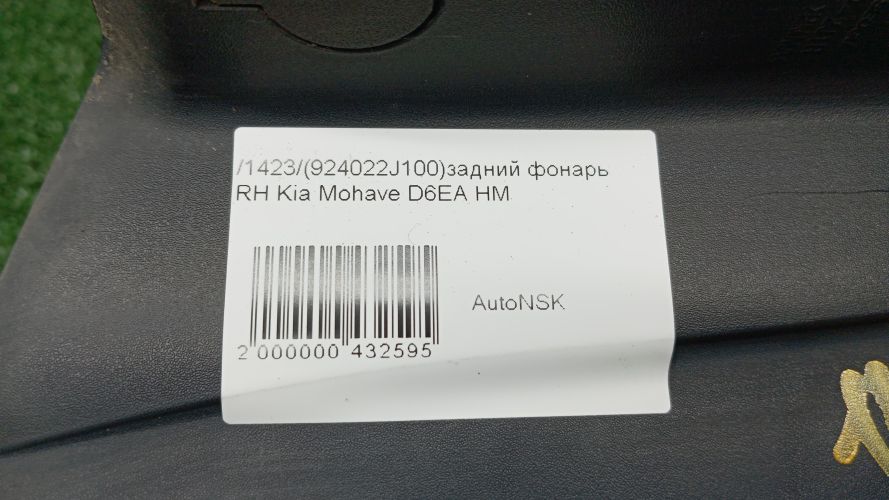 /1423/(924022J100)задний фонарь
RH Kia Mohave D6EA HM
AutoNSK
2 000000 432595